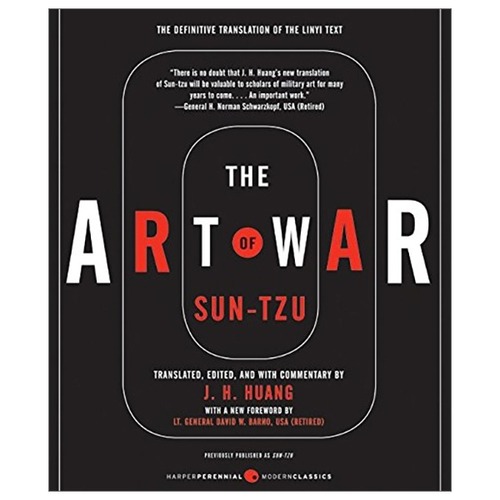 THE DEFINITIVE TRANSLATION OF THE LINYI TEXT
"There is no doubt that J. H. Huang's new translation
of Sun-tzu will be valuable to scholars of military art for many
years to come. . . . An important work."
—General H. Norman Schwarzkopf, USA (Retired)
THE
ART OF WAR
SUN-TZU
TRANSLATED, EDITED, AND WITH COMMENTARY BY
J. H. HUANG
WITH A NEW FOREWORD BY
LT. GENERAL DAVID W. BARNO, USA (RETIRED)
PREVIOUSLY PUBLISHED AS SUN-TZU
HARPERPERENNIAL MODERNCLASSICS